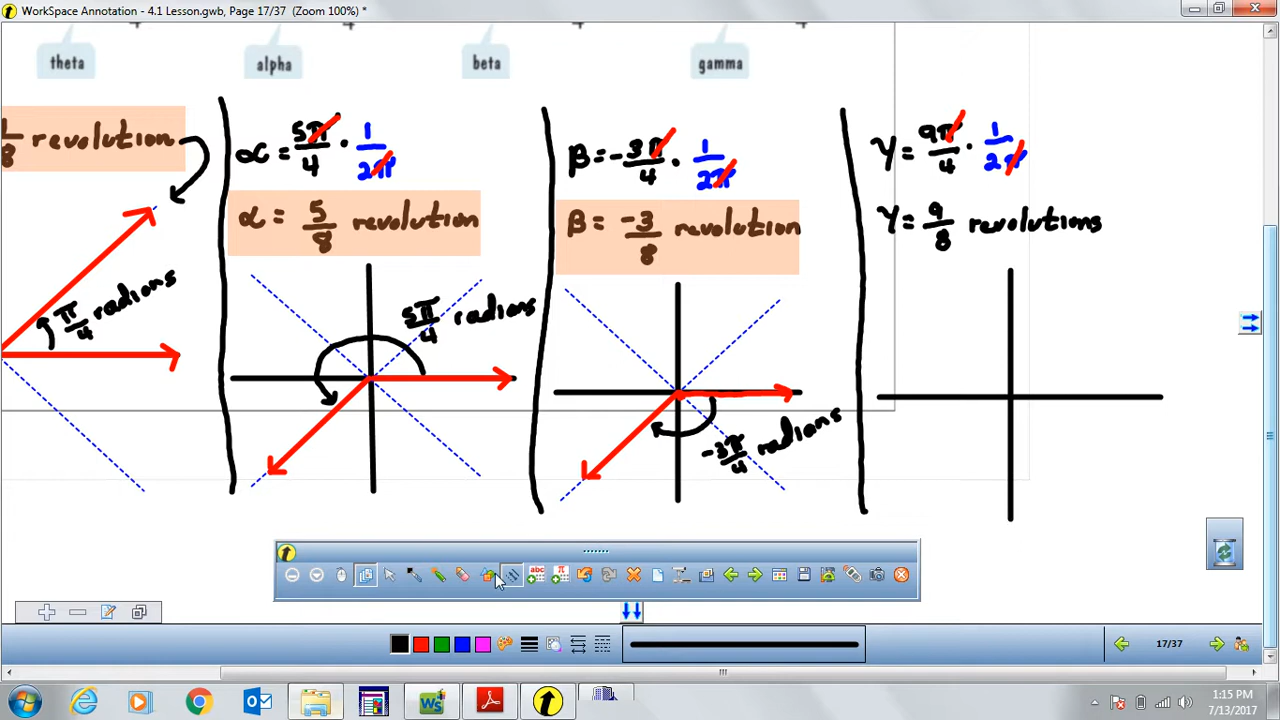 WorkSpace Annotation - 4.1 Lesson.gwb, Page 17/37 (Zoom 100%) *
theta
alpha
beta
gamma
/8 revolution
π/4 radians
α = 5π/4 · 1/2π
α = 5/8 revolution
5π/4 radians
β = -3π/4 · 1/2π
β = -3/8 revolution
-3π/4 radians
γ = 9π/4 · 1/2π
γ = 9/8 revolutions
abc
π
17/37
1:15 PM
7/13/2017